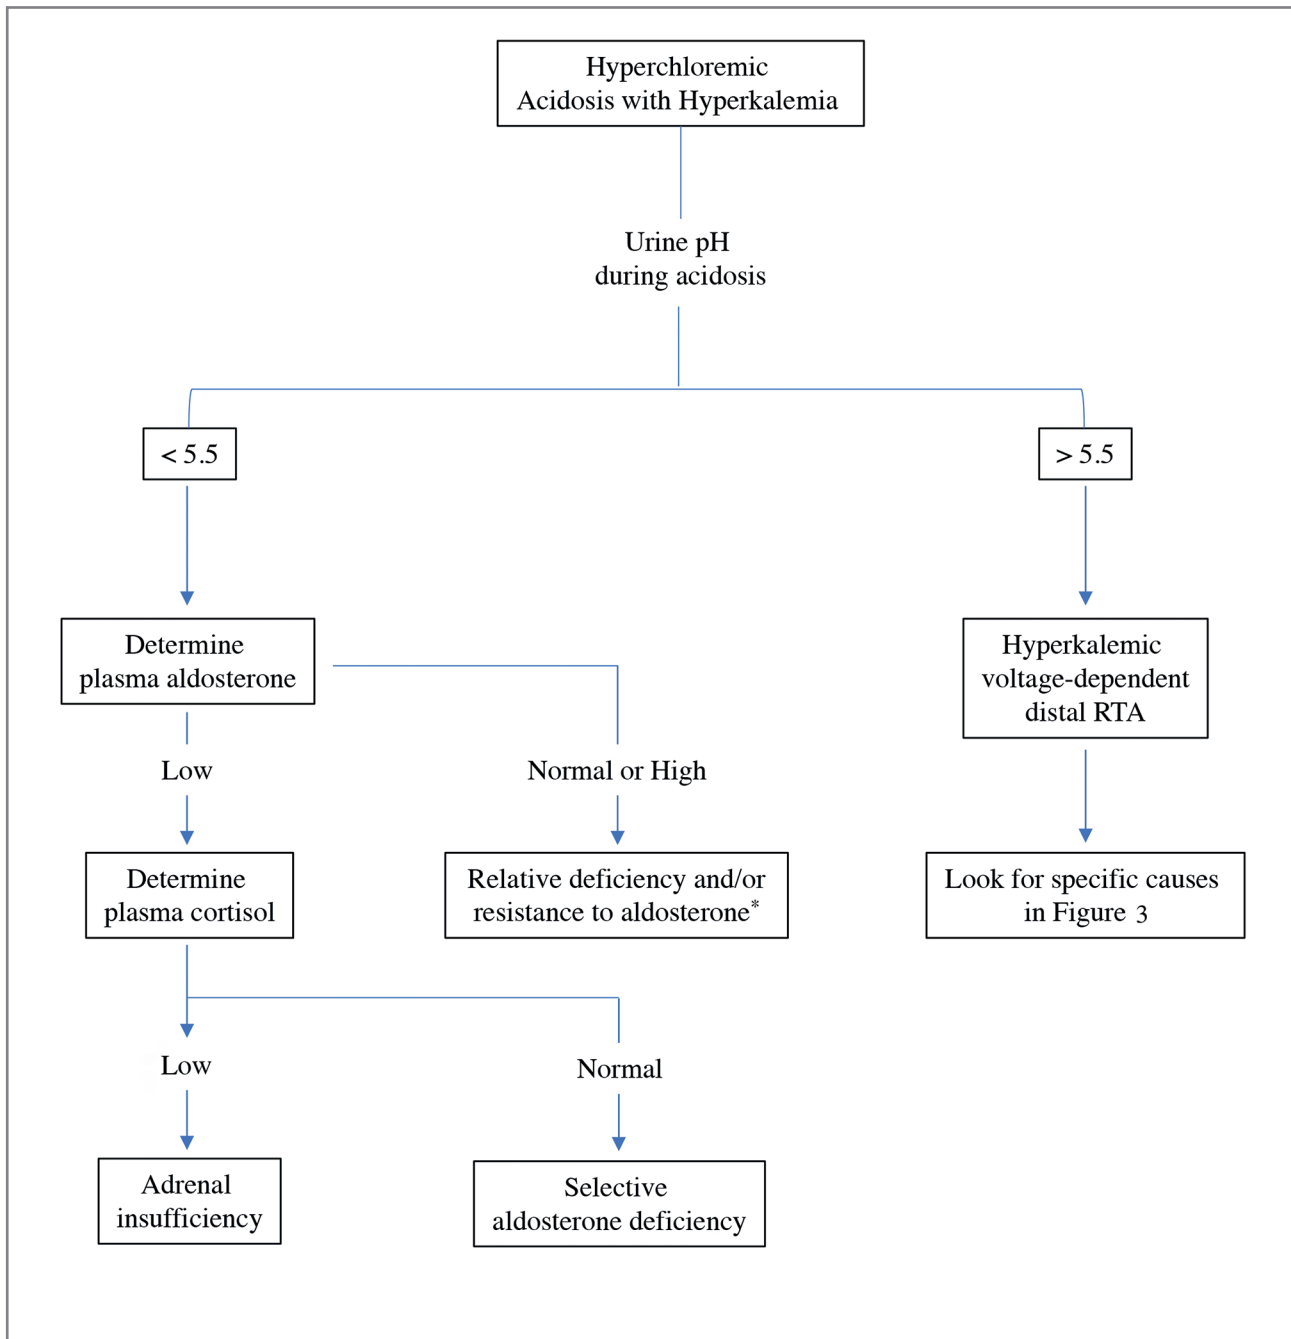 Hyperchloremic
Acidosis with Hyperkalemia
Urine pH
during acidosis
< 5.5
> 5.5
Determine
plasma aldosterone
Hyperkalemic
voltage-dependent
distal RTA
Low
Normal or High
Determine
plasma cortisol
Relative deficiency and/or
resistance to aldosterone*
Look for specific causes
in Figure 3
Low
Normal
Adrenal
insufficiency
Selective
aldosterone deficiency